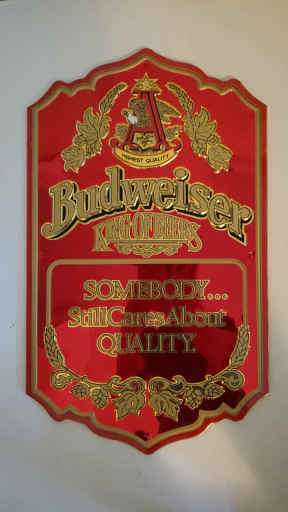 A
HIGHEST QUALITY
Budweiser
KING OF BEERS
SOMEBODY...
Still Cares About
QUALITY.